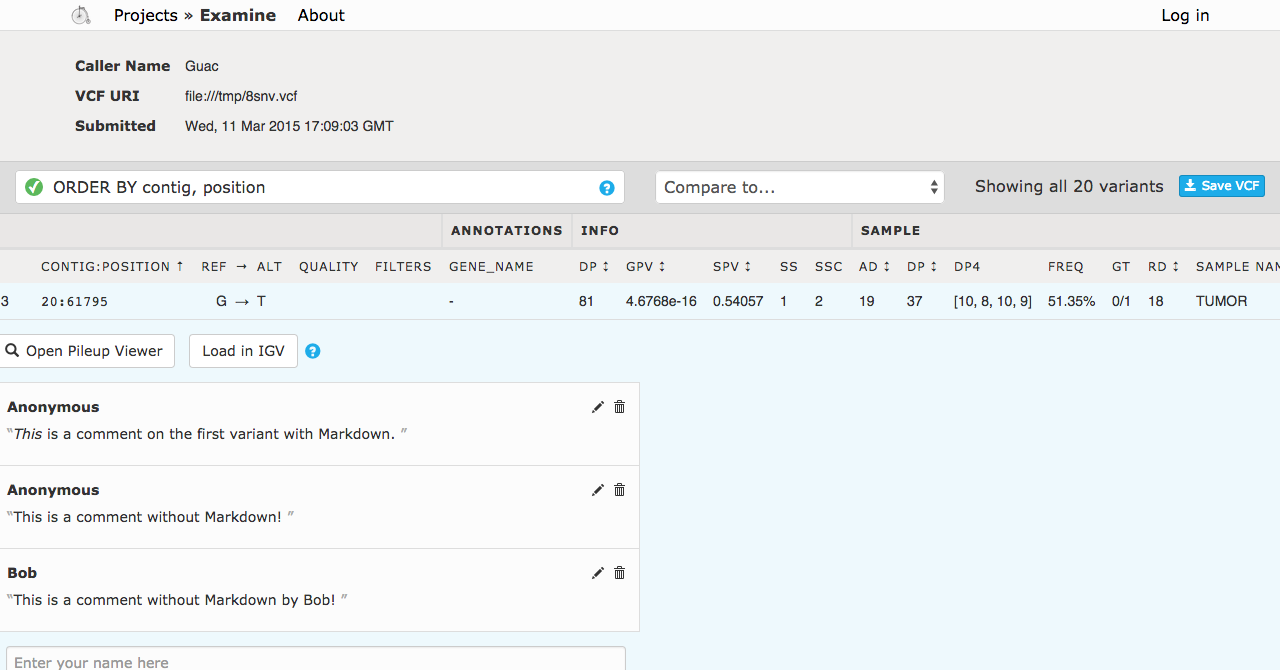 Projects » Examine About Log in
Caller Name Guac
VCF URI file:///tmp/8snv.vcf
Submitted Wed, 11 Mar 2015 17:09:03 GMT
ORDER BY contig, position ? Compare to... Showing all 20 variants Save VCF
ANNOTATIONS INFO SAMPLE
CONTIG:POSITION ↑ REF → ALT QUALITY FILTERS GENE_NAME DP ↕ GPV ↕ SPV ↕ SS SSC AD ↕ DP ↕ DP4 FREQ GT RD ↕ SAMPLE NAM
3 20:61795 G → T - 81 4.6768e-16 0.54057 1 2 19 37 [10, 8, 10, 9] 51.35% 0/1 18 TUMOR
Open Pileup Viewer Load in IGV ?
Anonymous
“This is a comment on the first variant with Markdown. ”
Anonymous
“This is a comment without Markdown! ”
Bob
“This is a comment without Markdown by Bob! ”
Enter your name here